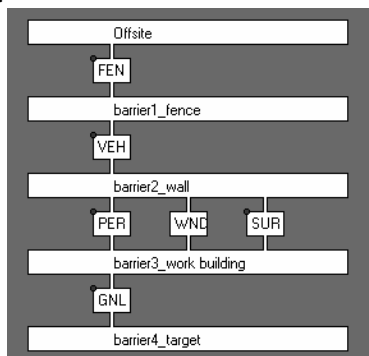 Offsite
FEN
barrier1_fence
VEH
barrier2_wall
PER WND SUR
barrier3_work building
GNL
barrier4_target